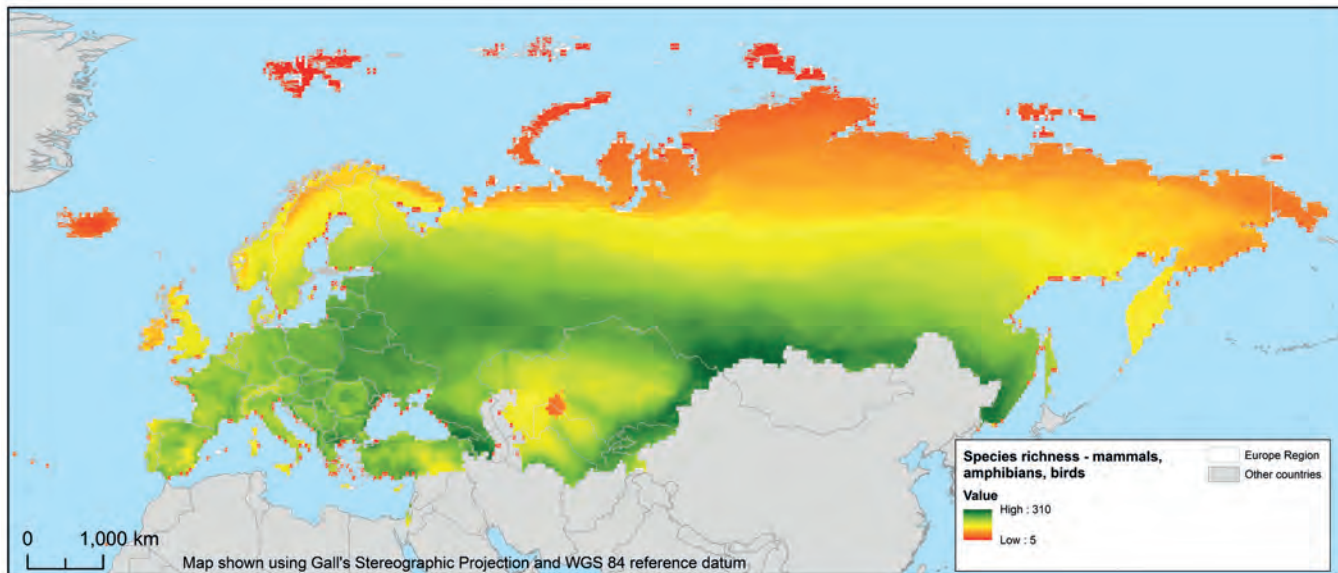 Species richness - mammals,
amphibians, birds
Value
High : 310
Low : 5
Europe Region
Other countries
0 1,000 km
Map shown using Gall's Stereographic Projection and WGS 84 reference datum